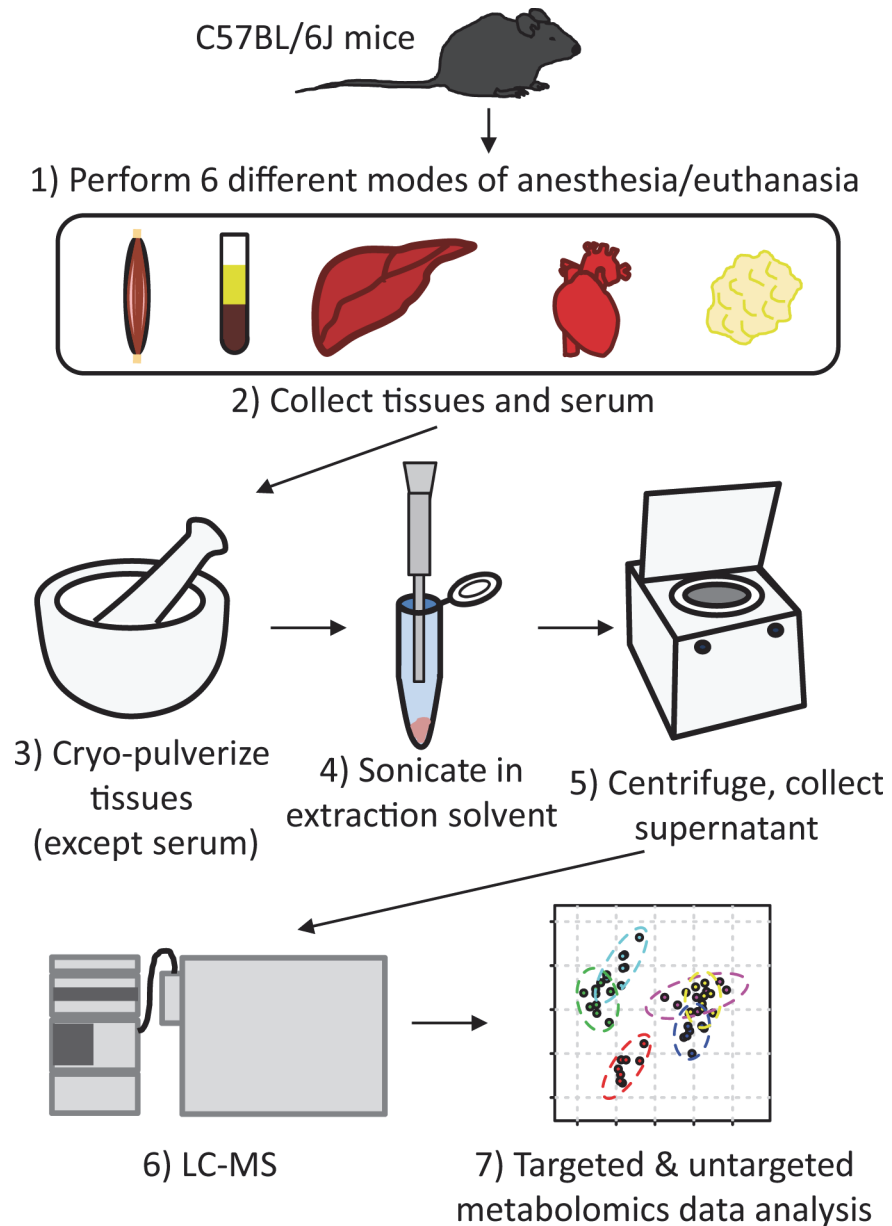 C57BL/6J mice
1) Perform 6 different modes of anesthesia/euthanasia
2) Collect tissues and serum
3) Cryo-pulverize
tissues
(except serum)
4) Sonicate in
extraction solvent
5) Centrifuge, collect
supernatant
6) LC-MS
7) Targeted & untargeted
metabolomics data analysis